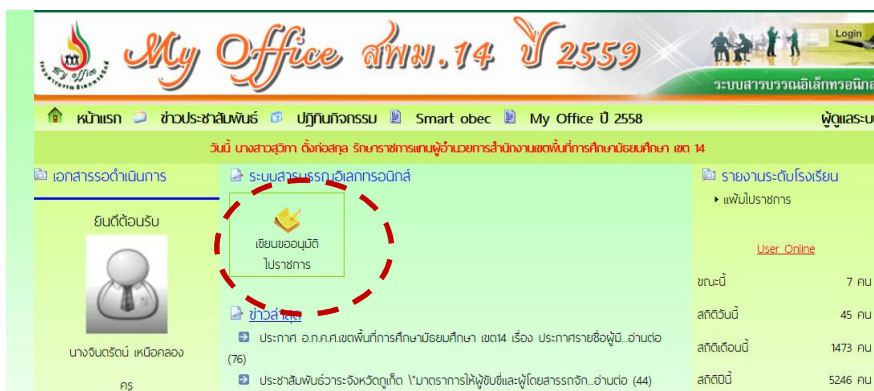 My Office สพม.14 ปี 2559
Login
ระบบสารบรรณอิเล็กทรอนิกส
หน้าแรก ข่าวประชาสัมพันธ์ ปฏิทินกิจกรรม Smart obec My Office ปี 2558 ผู้ดูแลระบบ
วันนี้ นางสาวสุวิภา ตั้งก่อสกุล รักษาราชการแทนผู้อำนวยการสำนักงานเขตพื้นที่การศึกษามัธยมศึกษา เขต 14
เอกสารรอดำเนินการ
ยินดีต้อนรับ
นางจินตรัตน์ เหนือคลอง
ครู
ระบบสารบรรณอิเลกทรอนิกส์
เขียนขออนุมัติ
ไปราชการ
ข่าวล่าสุด
ประกาศ อ.ก.ค.ศ.เขตพื้นที่การศึกษามัธยมศึกษา เขต14 เรื่อง ประกาศรายชื่อผู้มี...อ่านต่อ
(76)
ประชาสัมพันธ์วาระจังหวัดภูเก็ต \"มาตราการให้ผู้ขับขี่และผู้โดยสารรถจัก...อ่านต่อ (44)
รายงานระดับโรงเรียน
แฟ้มไปราชการ
User Online
ขณะนี้ 7 คน
สถิติวันนี้ 45 คน
สถิติเดือนนี้ 1473 คน
สถิติปีนี้ 5246 คน